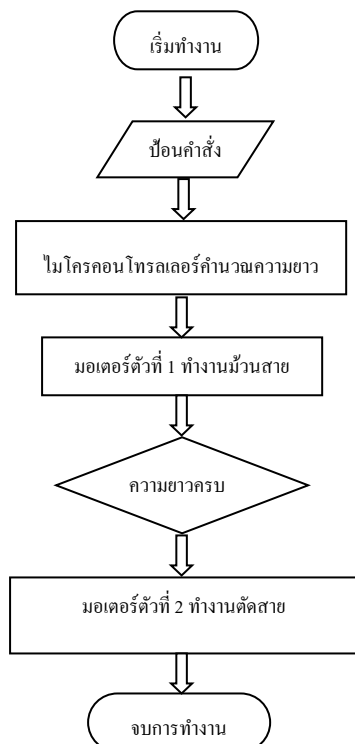 เริ่มทำงาน
ป้อนคำสั่ง
ไมโครคอนโทรลเลอร์คำนวณความยาว
มอเตอร์ตัวที่ 1 ทำงานม้วนสาย
ความยาวครบ
มอเตอร์ตัวที่ 2 ทำงานตัดสาย
จบการทำงาน